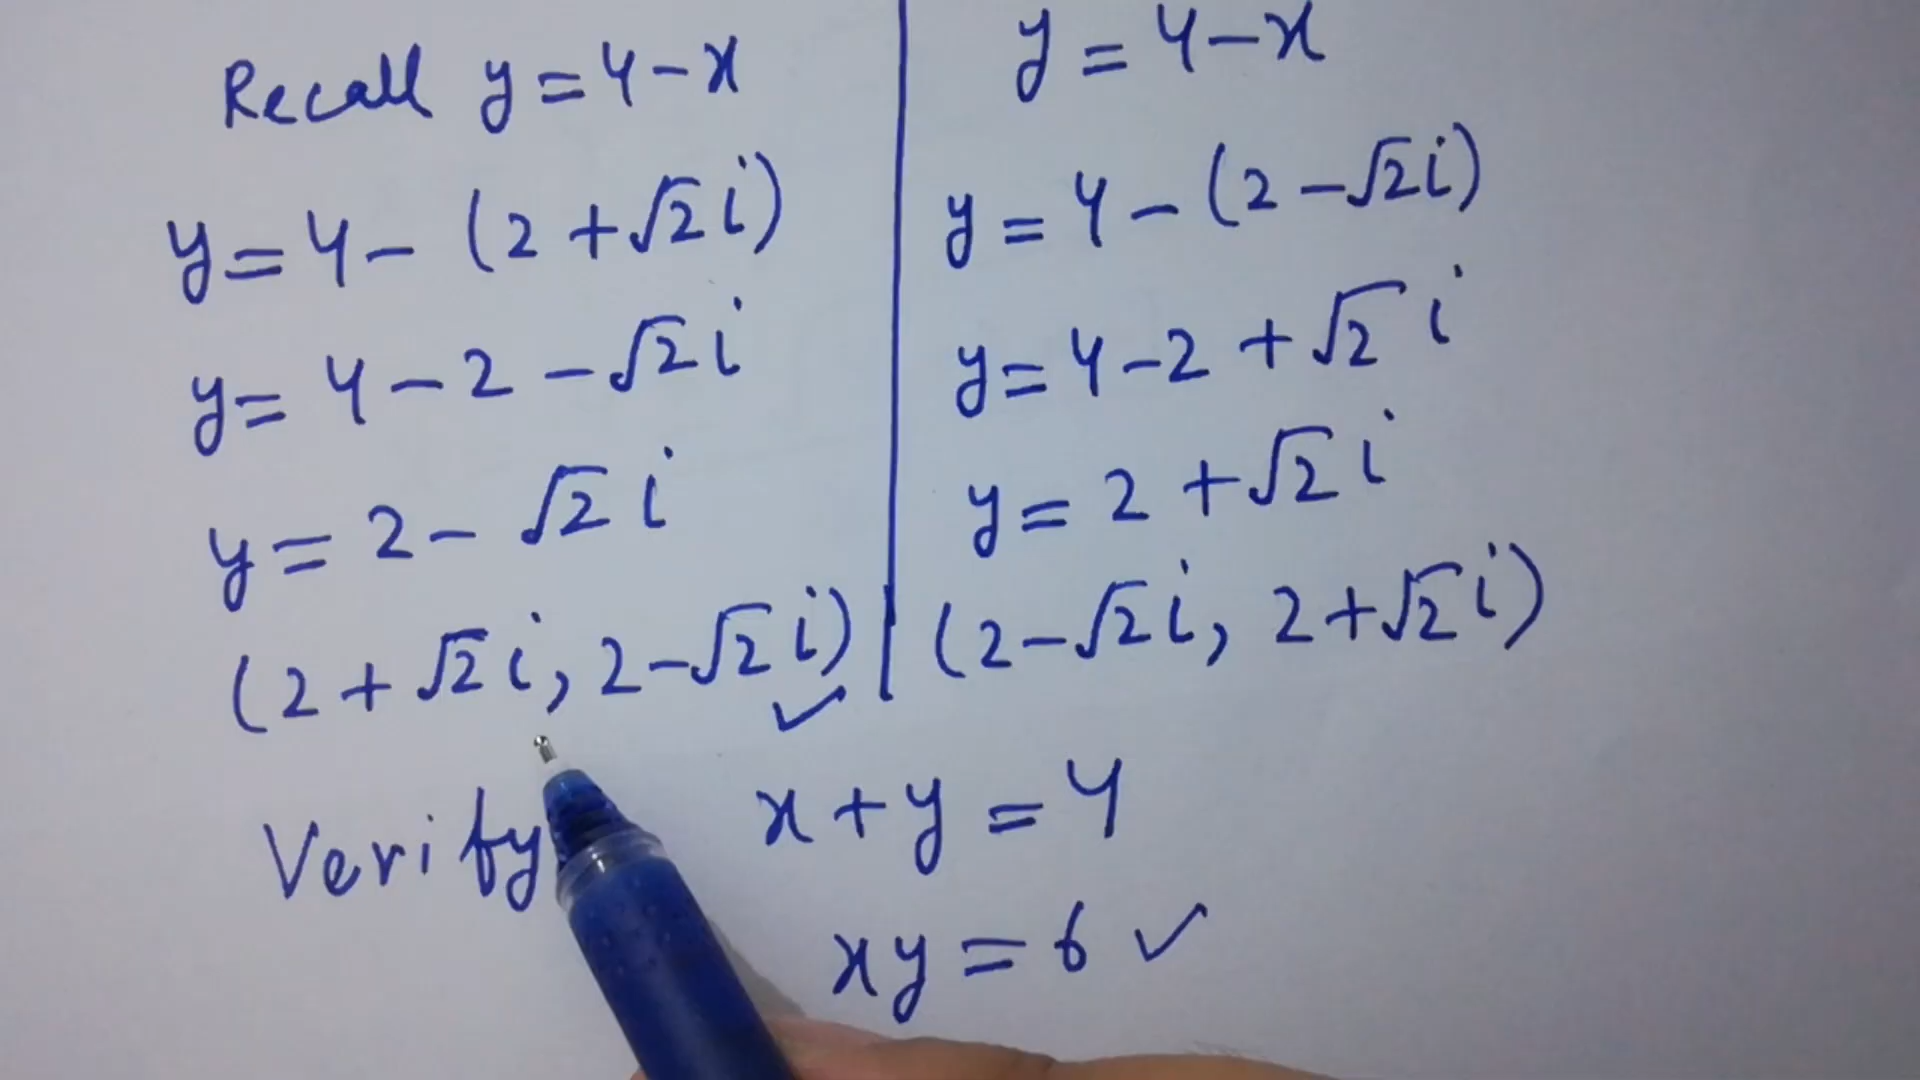 Recall y = 4 - x
y = 4 - (2 + √2 i)
y = 4 - 2 - √2 i
y = 2 - √2 i
(2 + √2 i, 2 - √2 i) ✓
y = 4 - x
y = 4 - (2 - √2 i)
y = 4 - 2 + √2 i
y = 2 + √2 i
(2 - √2 i, 2 + √2 i)
Verify x + y = 4
xy = 6 ✓